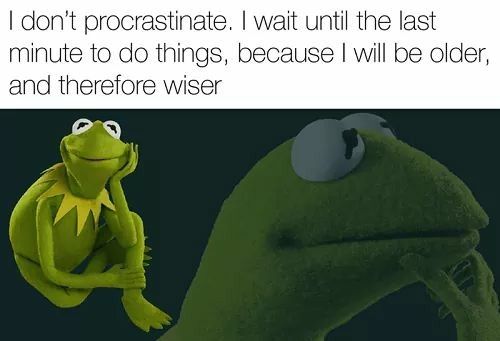 I don't procrastinate. I wait until the last
minute to do things, because I will be older,
and therefore wiser